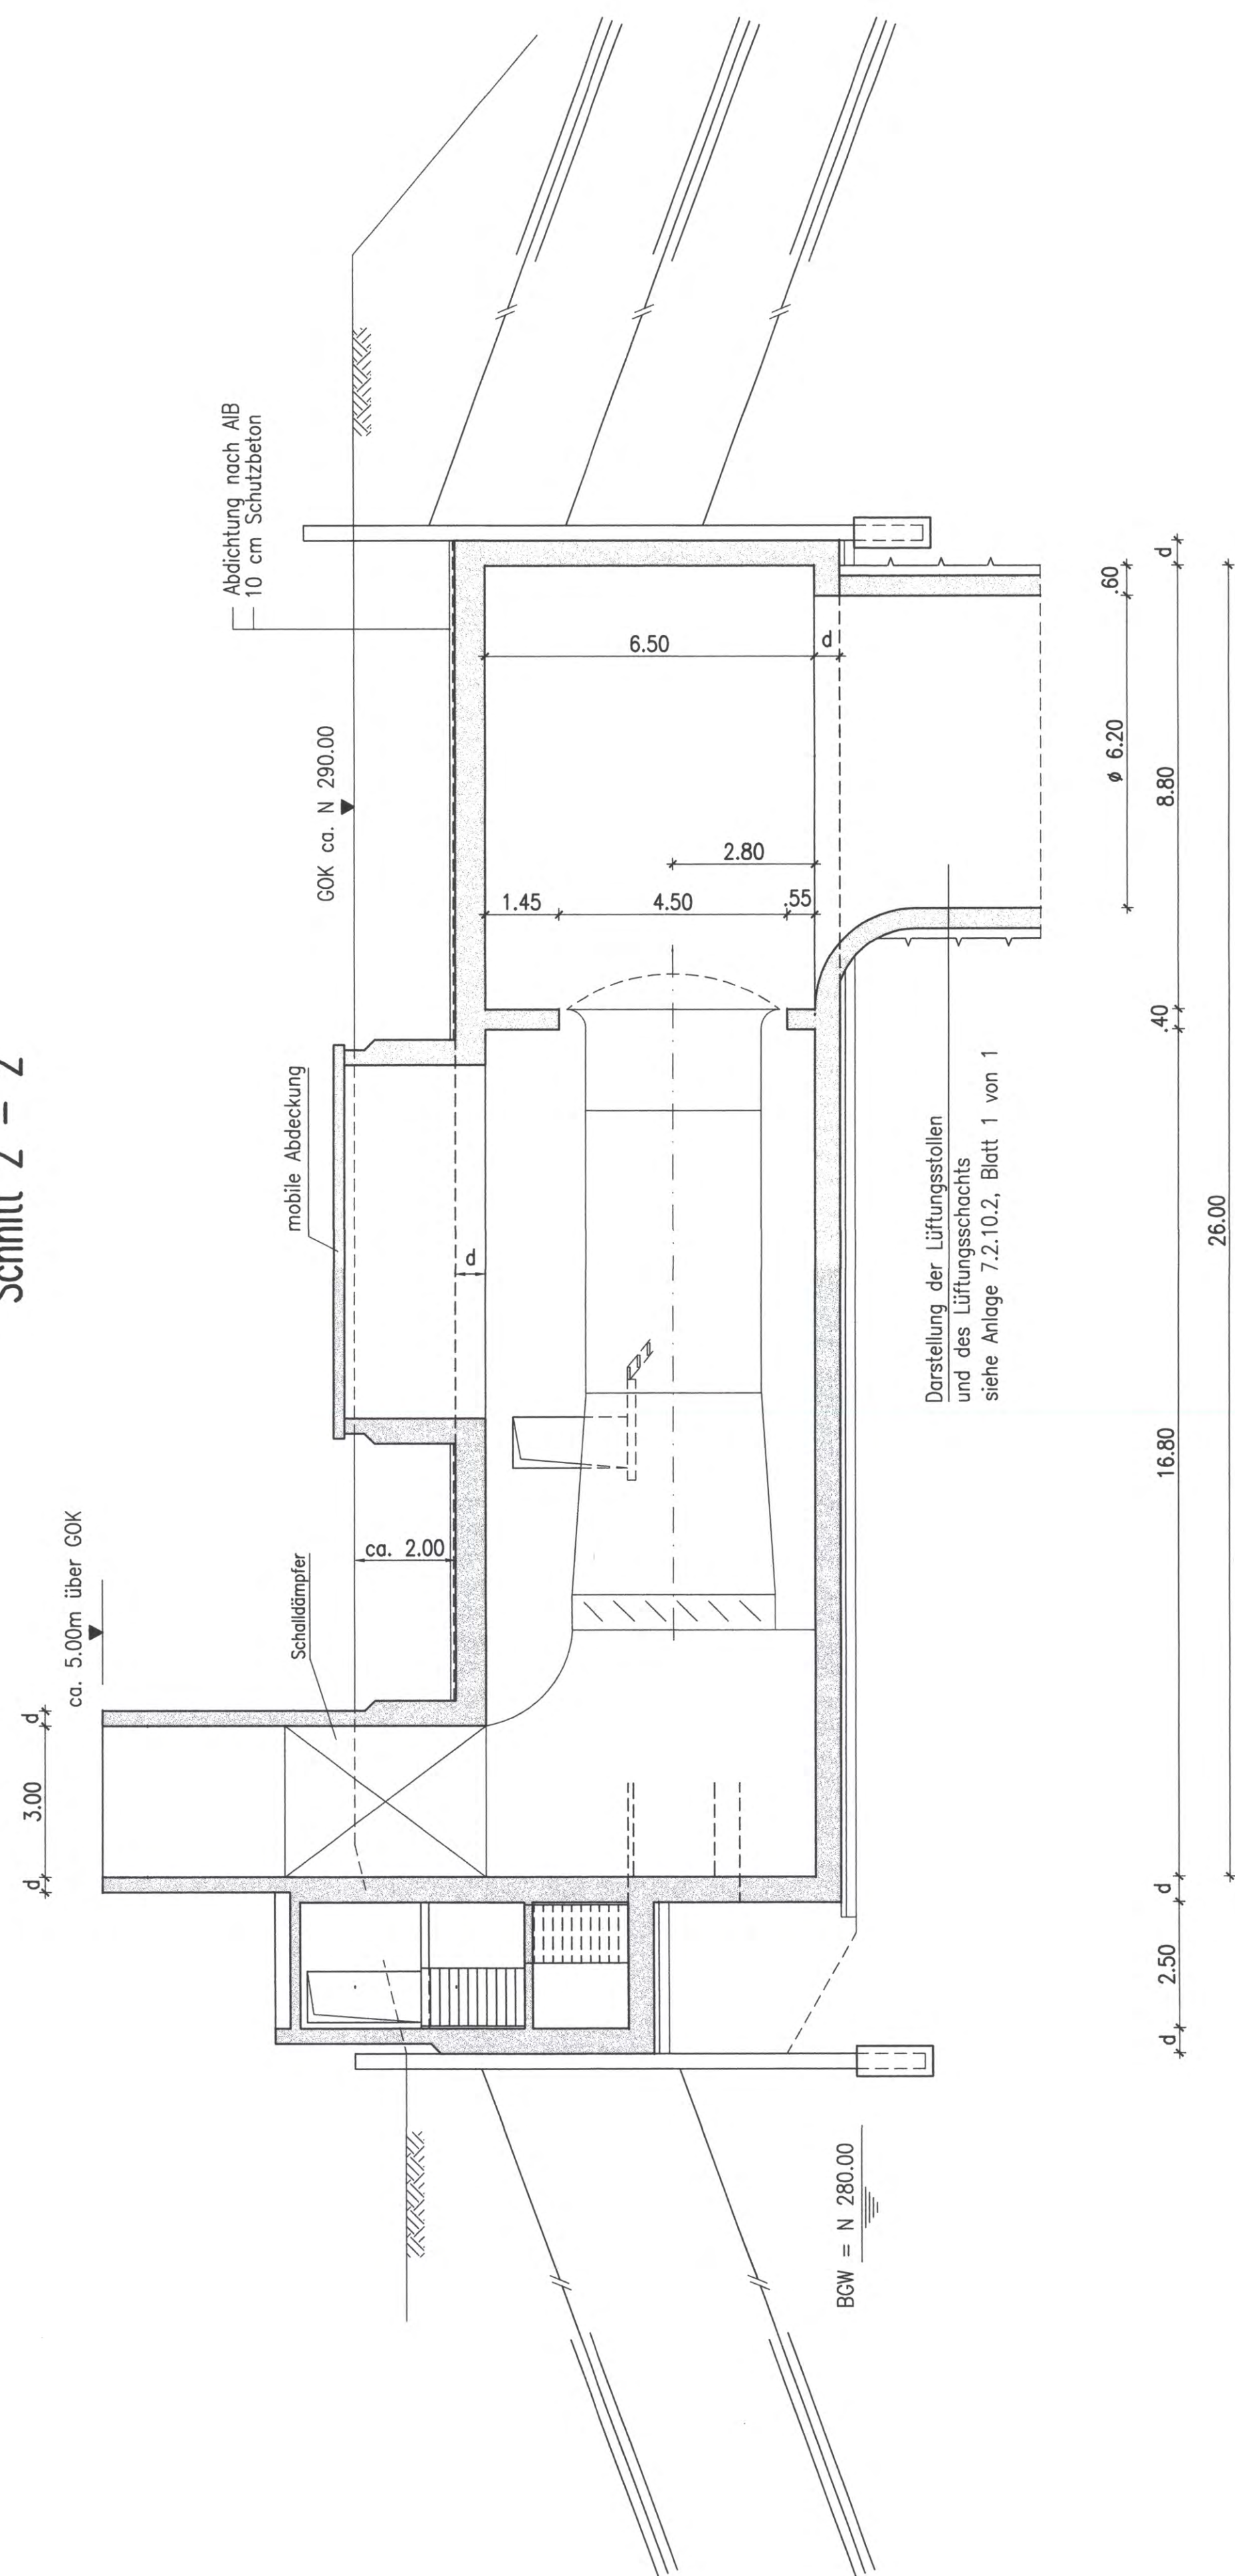 Schnitt 2 - 2
d
3.00
d
ca. 5.00m über GOK
Schalldämpfer
mobile Abdeckung
GOK ca. N 290.00
Abdichtung nach AIB
10 cm Schutzbeton
ca. 2.00
d
1.45
4.50
.55
2.80
6.50
d
BGW = N 280.00
Darstellung der Lüftungsstollen
und des Lüftungsschachts
siehe Anlage 7.2.10.2, Blatt 1 von 1
ø 6.20
.60
d
2.50
d
16.80
.40
8.80
d
26.00